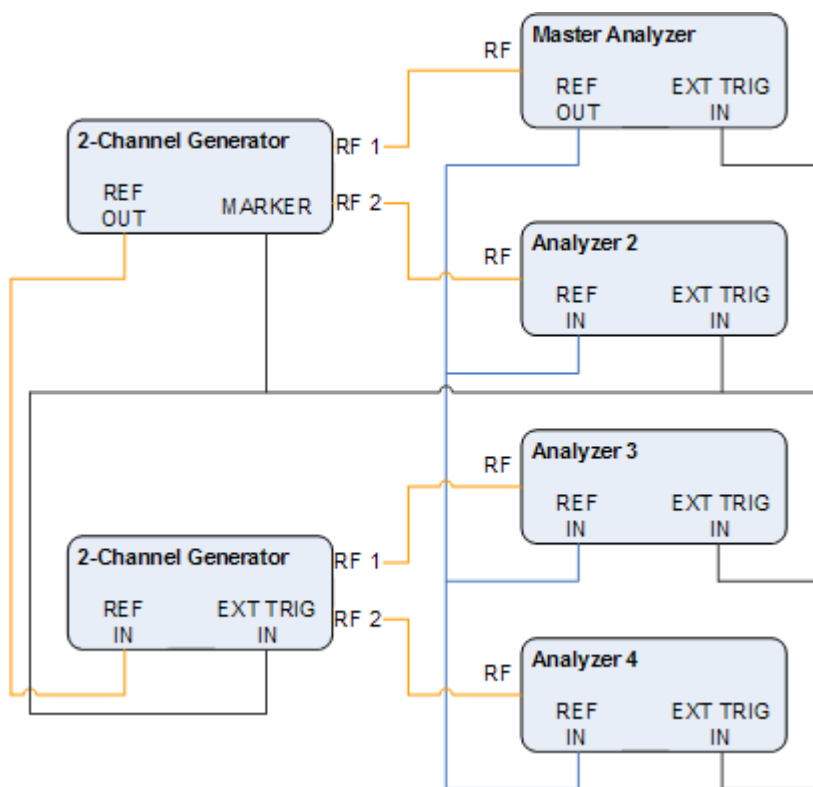 Master Analyzer
RF
REF
OUT
EXT TRIG
IN
2-Channel Generator
RF 1
REF
OUT
MARKER
RF 2
Analyzer 2
RF
REF
IN
EXT TRIG
IN
Analyzer 3
RF
REF
IN
EXT TRIG
IN
2-Channel Generator
RF 1
REF
IN
EXT TRIG
IN
RF 2
Analyzer 4
RF
REF
IN
EXT TRIG
IN